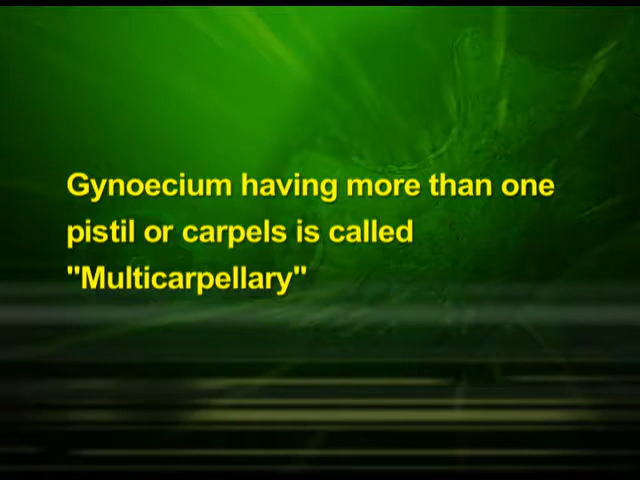 Gynoecium having more than one
pistil or carpels is called
"Multicarpellary"